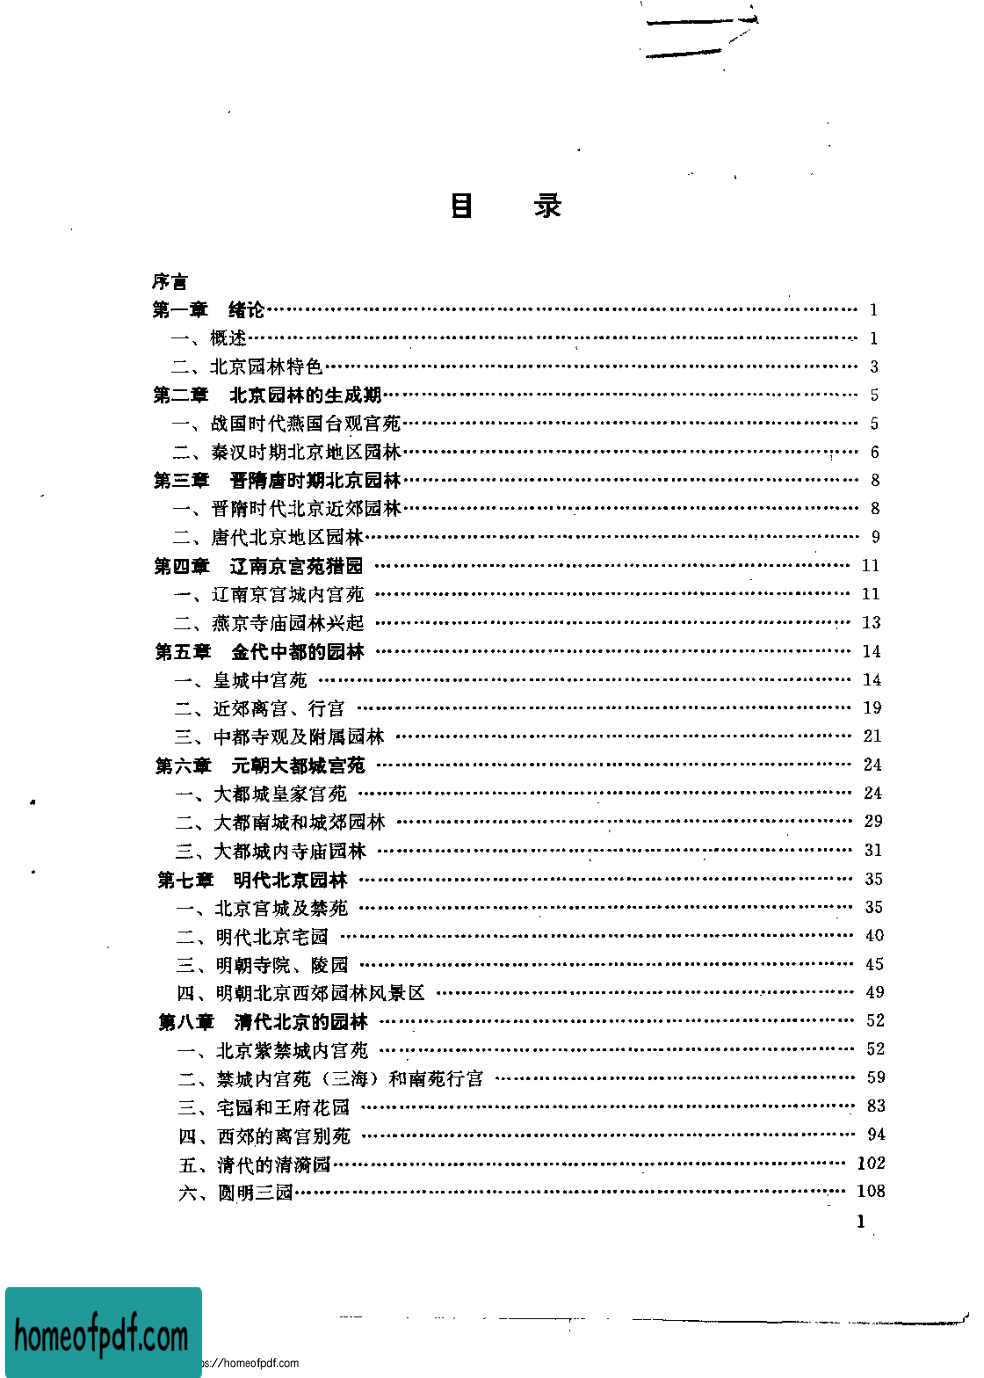 目 录
序言
第一章 绪论…………1
一、概述…………1
二、北京园林特色…………3
第二章 北京园林的生成期…………5
一、战国时代燕国台观宫苑…………5
二、秦汉时期北京地区园林…………6
第三章 晋隋唐时期北京园林…………8
一、晋隋时代北京近郊园林…………8
二、唐代北京地区园林…………9
第四章 辽南京宫苑猎园…………11
一、辽南京宫城内宫苑…………11
二、燕京寺庙园林兴起…………13
第五章 金代中都的园林…………14
一、皇城中宫苑…………14
二、近郊离宫、行宫…………19
三、中都寺观及附属园林…………21
第六章 元朝大都城宫苑…………24
一、大都城皇家宫苑…………24
二、大都南城和城郊园林…………29
三、大都城内寺庙园林…………31
第七章 明代北京园林…………35
一、北京宫城及禁苑…………35
二、明代北京宅园…………40
三、明朝寺院、陵园…………45
四、明朝北京西郊园林风景区…………49
第八章 清代北京的园林…………52
一、北京紫禁城内宫苑…………52
二、禁城内宫苑（三海）和南苑行宫…………59
三、宅园和王府花园…………83
四、西郊的离宫别苑…………94
五、清代的清漪园…………102
六、圆明三园…………108
1
homeofpdf.com
ps://homeofpdf.com